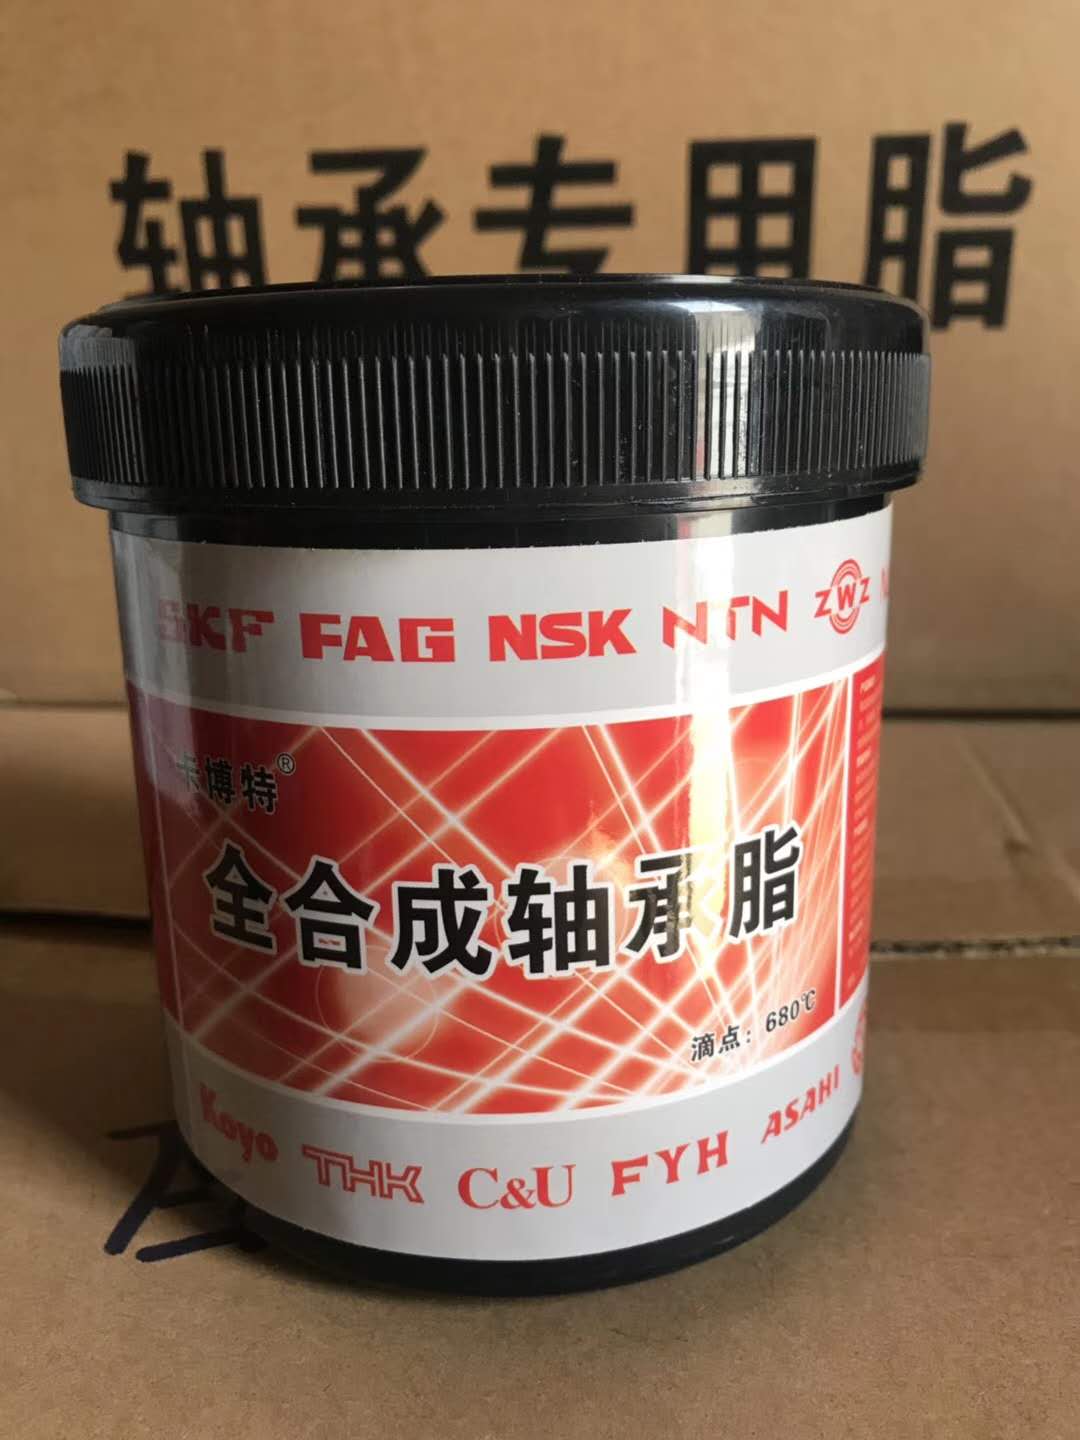 轴承专用脂
SKF FAG NSK NTN ZWZ
卡博特®
全合成轴承脂
滴点：680℃
Koyo THK C&U FYH ASAHI